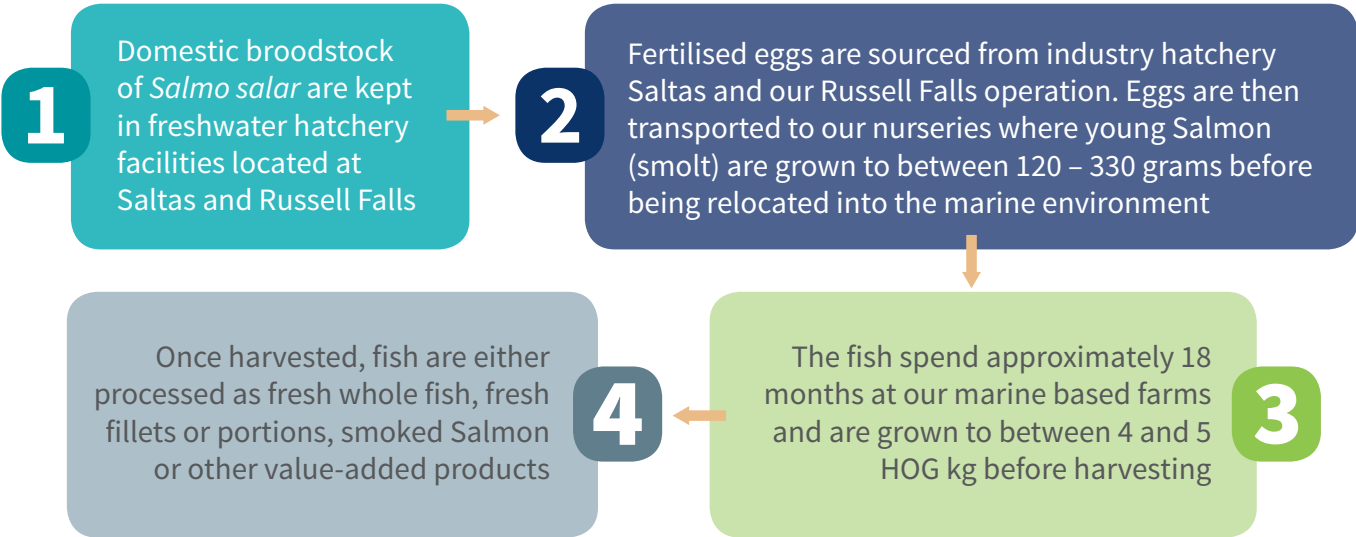 1
Domestic broodstock
of Salmo salar are kept
in freshwater hatchery
facilities located at
Saltas and Russell Falls
2
Fertilised eggs are sourced from industry hatchery
Saltas and our Russell Falls operation. Eggs are then
transported to our nurseries where young Salmon
(smolt) are grown to between 120 – 330 grams before
being relocated into the marine environment
3
The fish spend approximately 18
months at our marine based farms
and are grown to between 4 and 5
HOG kg before harvesting
4
Once harvested, fish are either
processed as fresh whole fish, fresh
fillets or portions, smoked Salmon
or other value-added products